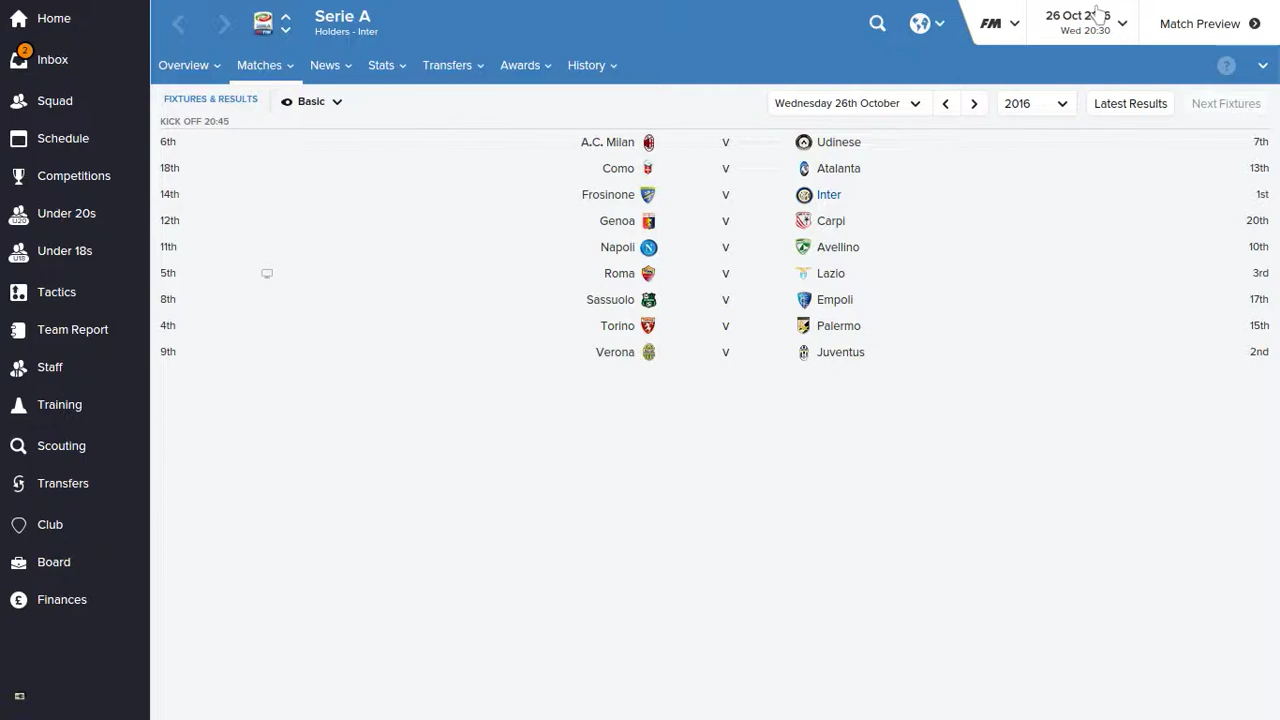 Home
Inbox
2
Squad
Schedule
Competitions
Under 20s
Under 18s
Tactics
Team Report
Staff
Training
Scouting
Transfers
Club
Board
Finances
Serie A
Holders - Inter
FM
Wed 20:30
Match Preview
Overview Matches News Stats Transfers Awards History
FIXTURES & RESULTS Basic Wednesday 26th October 2016 Latest Results Next Fixtures
KICK OFF 20:45
6th A.C. Milan V Udinese 7th
18th Como V Atalanta 13th
14th Frosinone V Inter 1st
12th Genoa V Carpi 20th
11th Napoli V Avellino 10th
5th Roma V Lazio 3rd
8th Sassuolo V Empoli 17th
4th Torino V Palermo 15th
9th Verona V Juventus 2nd